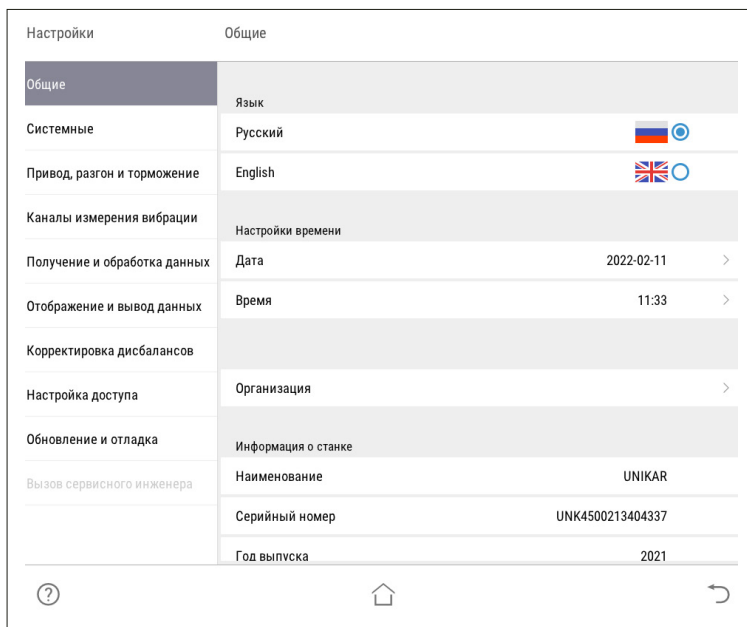 Настройки
Общие
Общие
Системные
Привод, разгон и торможение
Каналы измерения вибрации
Получение и обработка данных
Отображение и вывод данных
Корректировка дисбалансов
Настройка доступа
Обновление и отладка
Вызов сервисного инженера
Язык
Русский
English
Настройки времени
Дата 2022-02-11
Время 11:33
Организация
Информация о станке
Наименование UNIKAR
Серийный номер UNK4500213404337
Год выпуска 2021
?